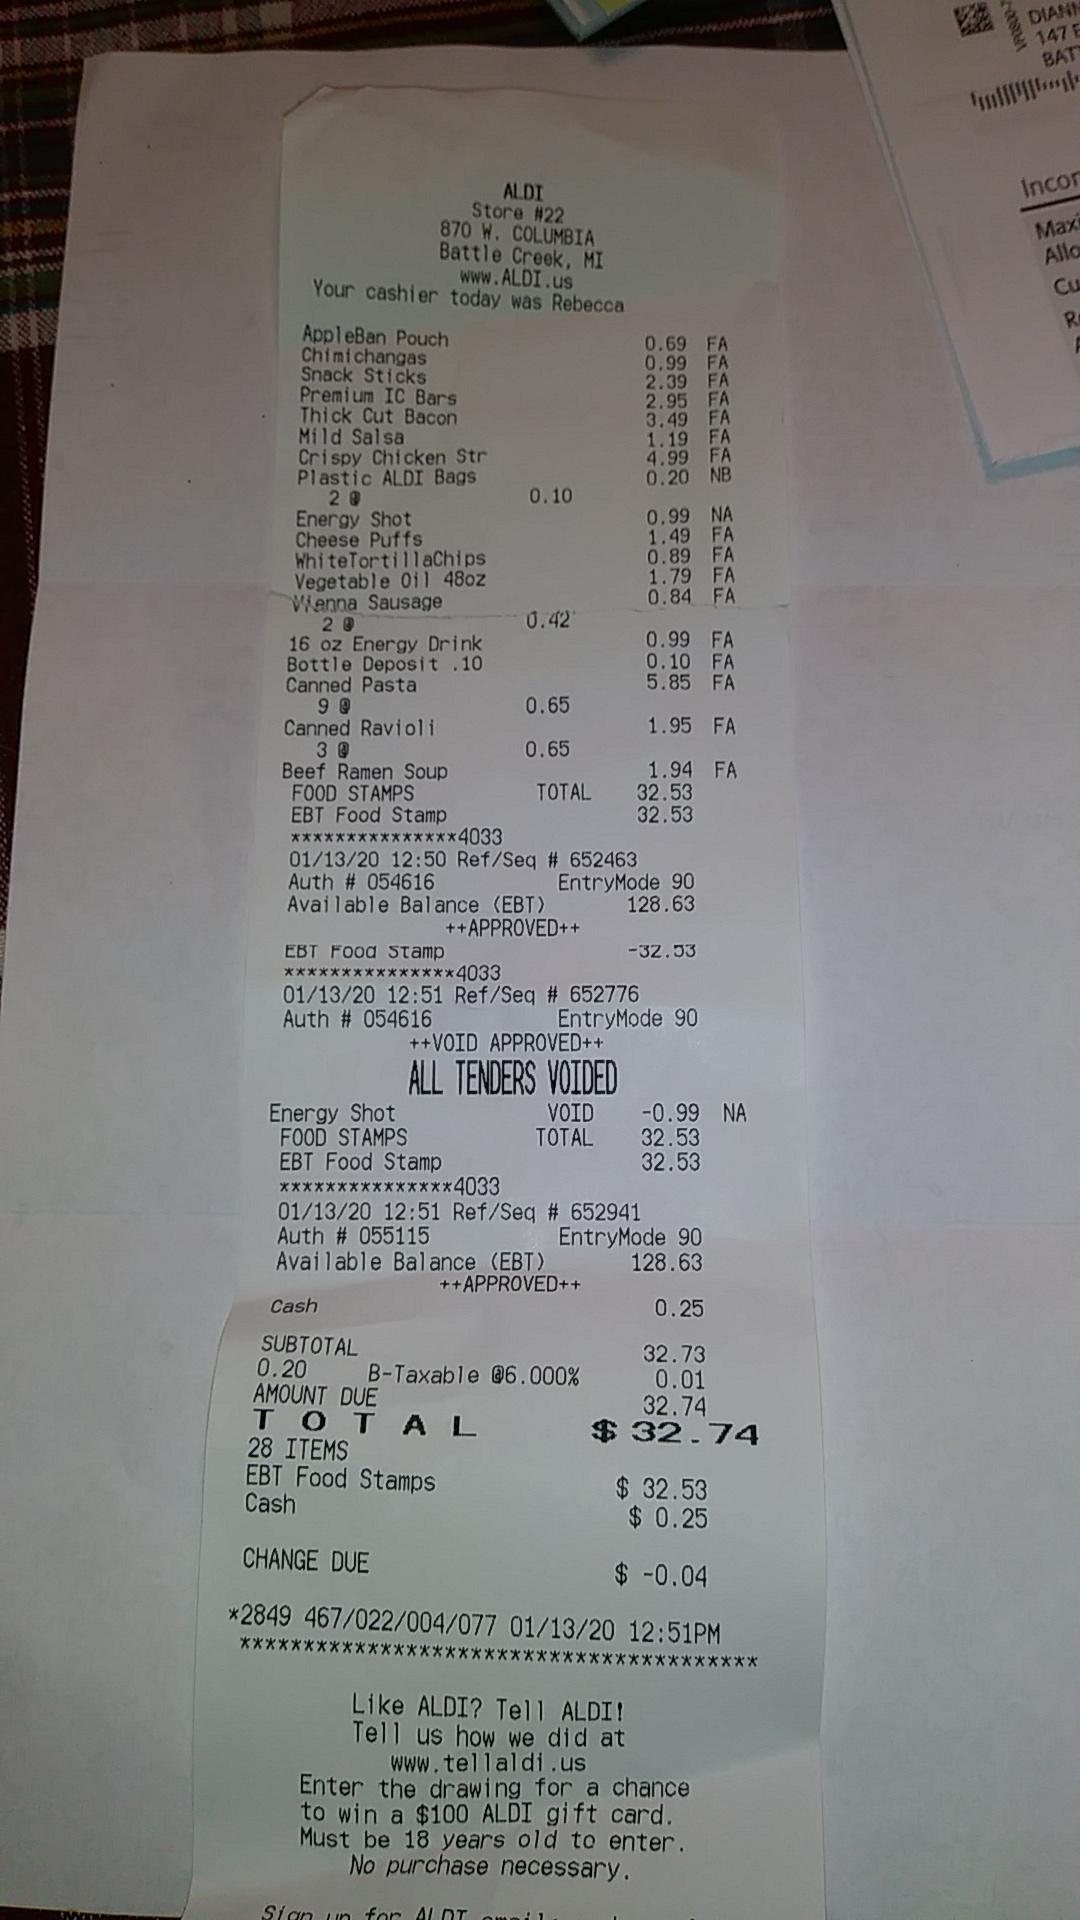 DIANN
147 E
BATT
Incor
Maxi
Allo
Cu
ALDI
Store #22
870 W. COLUMBIA
Battle Creek, MI
www.ALDI.us
Your cashier today was Rebecca
AppleBan Pouch 0.69 FA
Chimichangas 0.99 FA
Snack Sticks 2.39 FA
Premium IC Bars 2.95 FA
Thick Cut Bacon 3.49 FA
Mild Salsa 1.19 FA
Crispy Chicken Str 4.99 FA
Plastic ALDI Bags 0.20 NB
2 @ 0.10
Energy Shot 0.99 NA
Cheese Puffs 1.49 FA
WhiteTortillaChips 0.89 FA
Vegetable Oil 48oz 1.79 FA
Vienna Sausage 0.84 FA
2 @ 0.42
16 oz Energy Drink 0.99 FA
Bottle Deposit .10 0.10 FA
Canned Pasta 5.85 FA
9 @ 0.65
Canned Ravioli 1.95 FA
3 @ 0.65
Beef Ramen Soup 1.94 FA
FOOD STAMPS TOTAL 32.53
EBT Food Stamp 32.53
***************4033
01/13/20 12:50 Ref/Seq # 652463
Auth # 054616 EntryMode 90
Available Balance (EBT) 128.63
++APPROVED++
EBT Food Stamp -32.53
***************4033
01/13/20 12:51 Ref/Seq # 652776
Auth # 054616 EntryMode 90
++VOID APPROVED++
ALL TENDERS VOIDED
Energy Shot VOID -0.99 NA
FOOD STAMPS TOTAL 32.53
EBT Food Stamp 32.53
***************4033
01/13/20 12:51 Ref/Seq # 652941
Auth # 055115 EntryMode 90
Available Balance (EBT) 128.63
++APPROVED++
Cash 0.25
SUBTOTAL 32.73
0.20 B-Taxable @6.000% 0.01
AMOUNT DUE 32.74
TOTAL $ 32.74
28 ITEMS
EBT Food Stamps $ 32.53
Cash $ 0.25
CHANGE DUE $ -0.04
*2849 467/022/004/077 01/13/20 12:51PM
*****************************************
Like ALDI? Tell ALDI!
Tell us how we did at
www.tellaldi.us
Enter the drawing for a chance
to win a $100 ALDI gift card.
Must be 18 years old to enter.
No purchase necessary.
Sign up for ALDI